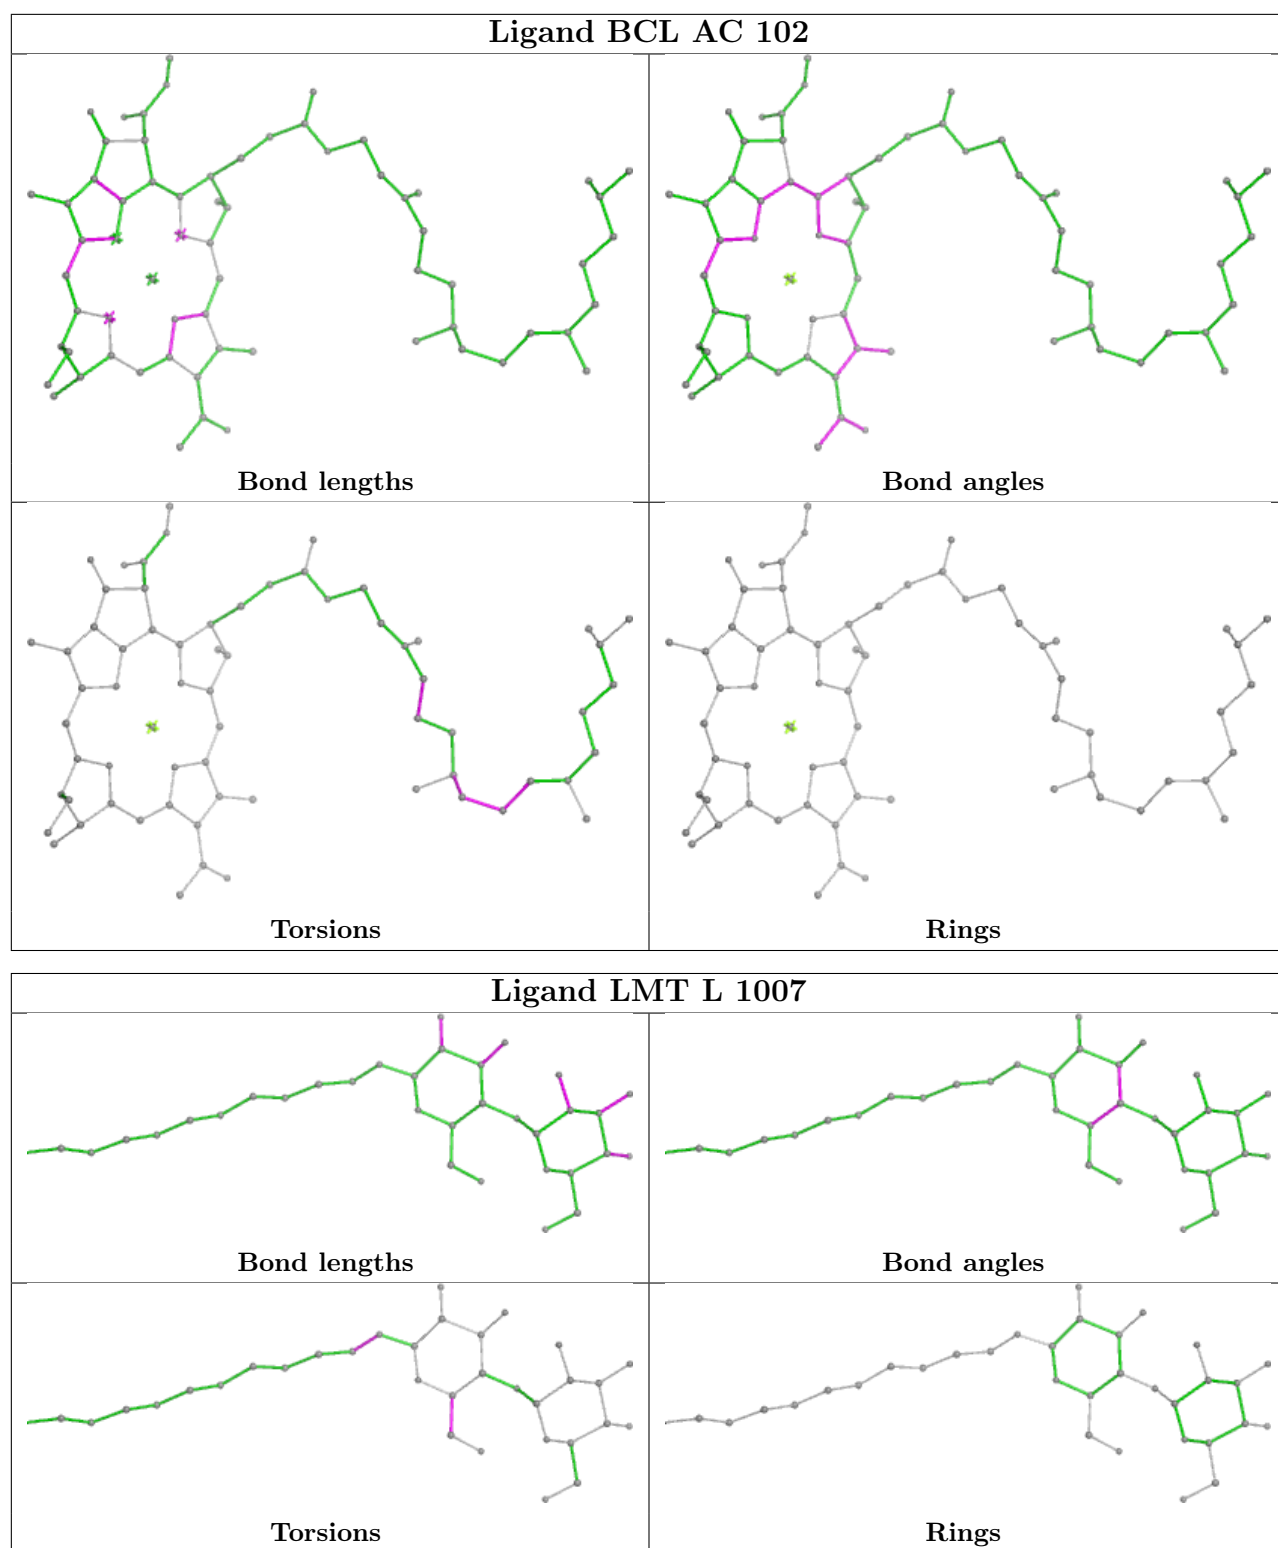 Ligand BCL AC 102
Bond lengths
Bond angles
Torsions
Rings
Ligand LMT L 1007
Bond lengths
Bond angles
Torsions
Rings